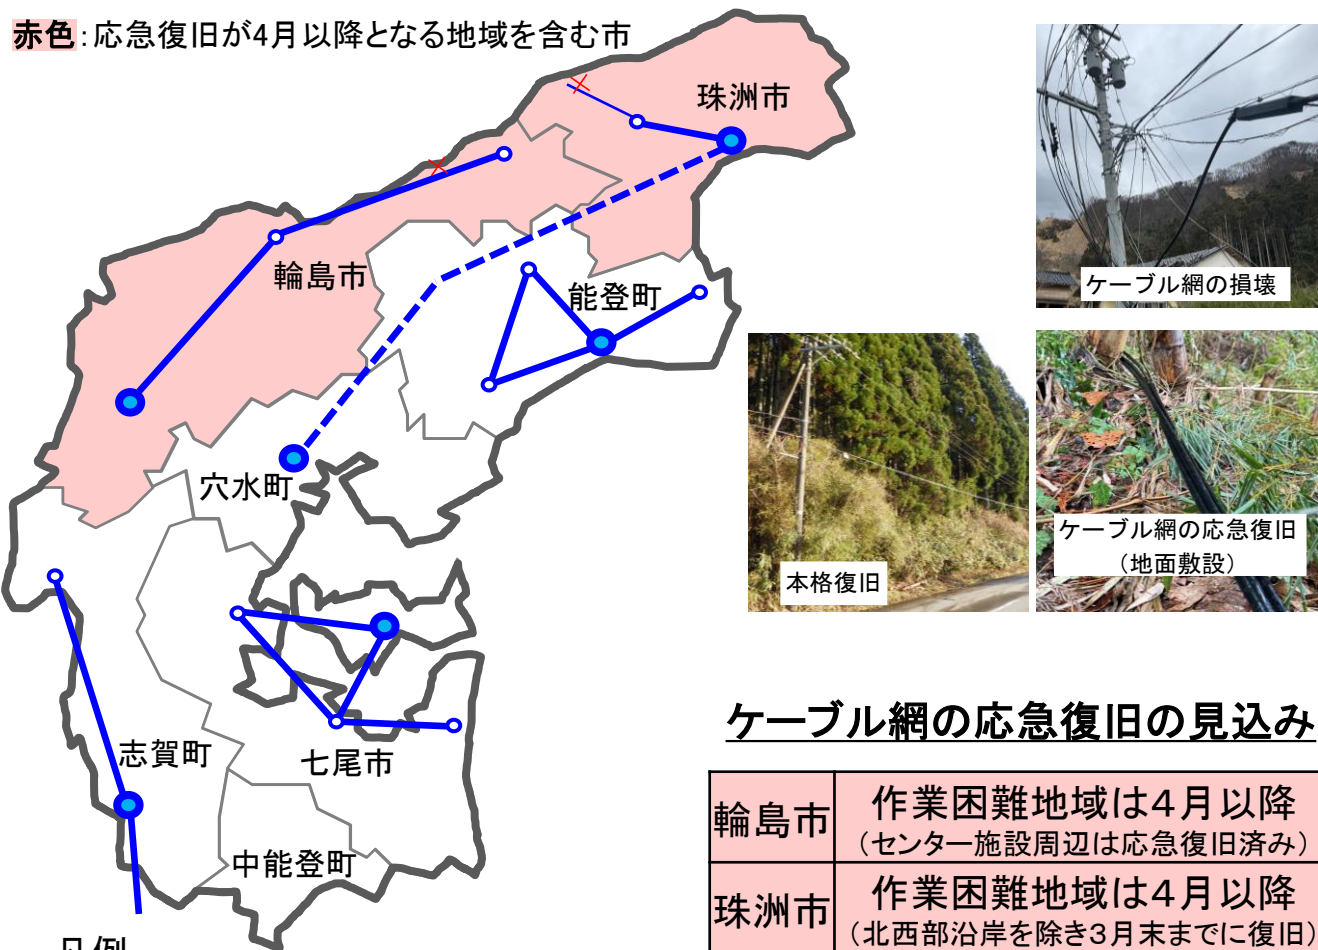 赤色:応急復旧が4月以降となる地域を含む市
珠洲市
輪島市
能登町
穴水町
志賀町
七尾市
中能登町
ケーブル網の損壊
本格復旧
ケーブル網の応急復旧
（地面敷設）
ケーブル網の応急復旧の見込み
輪島市
作業困難地域は4月以降
（センター施設周辺は応急復旧済み）
珠洲市
作業困難地域は4月以降
（北西部沿岸を除き3月末までに復旧）
凡例